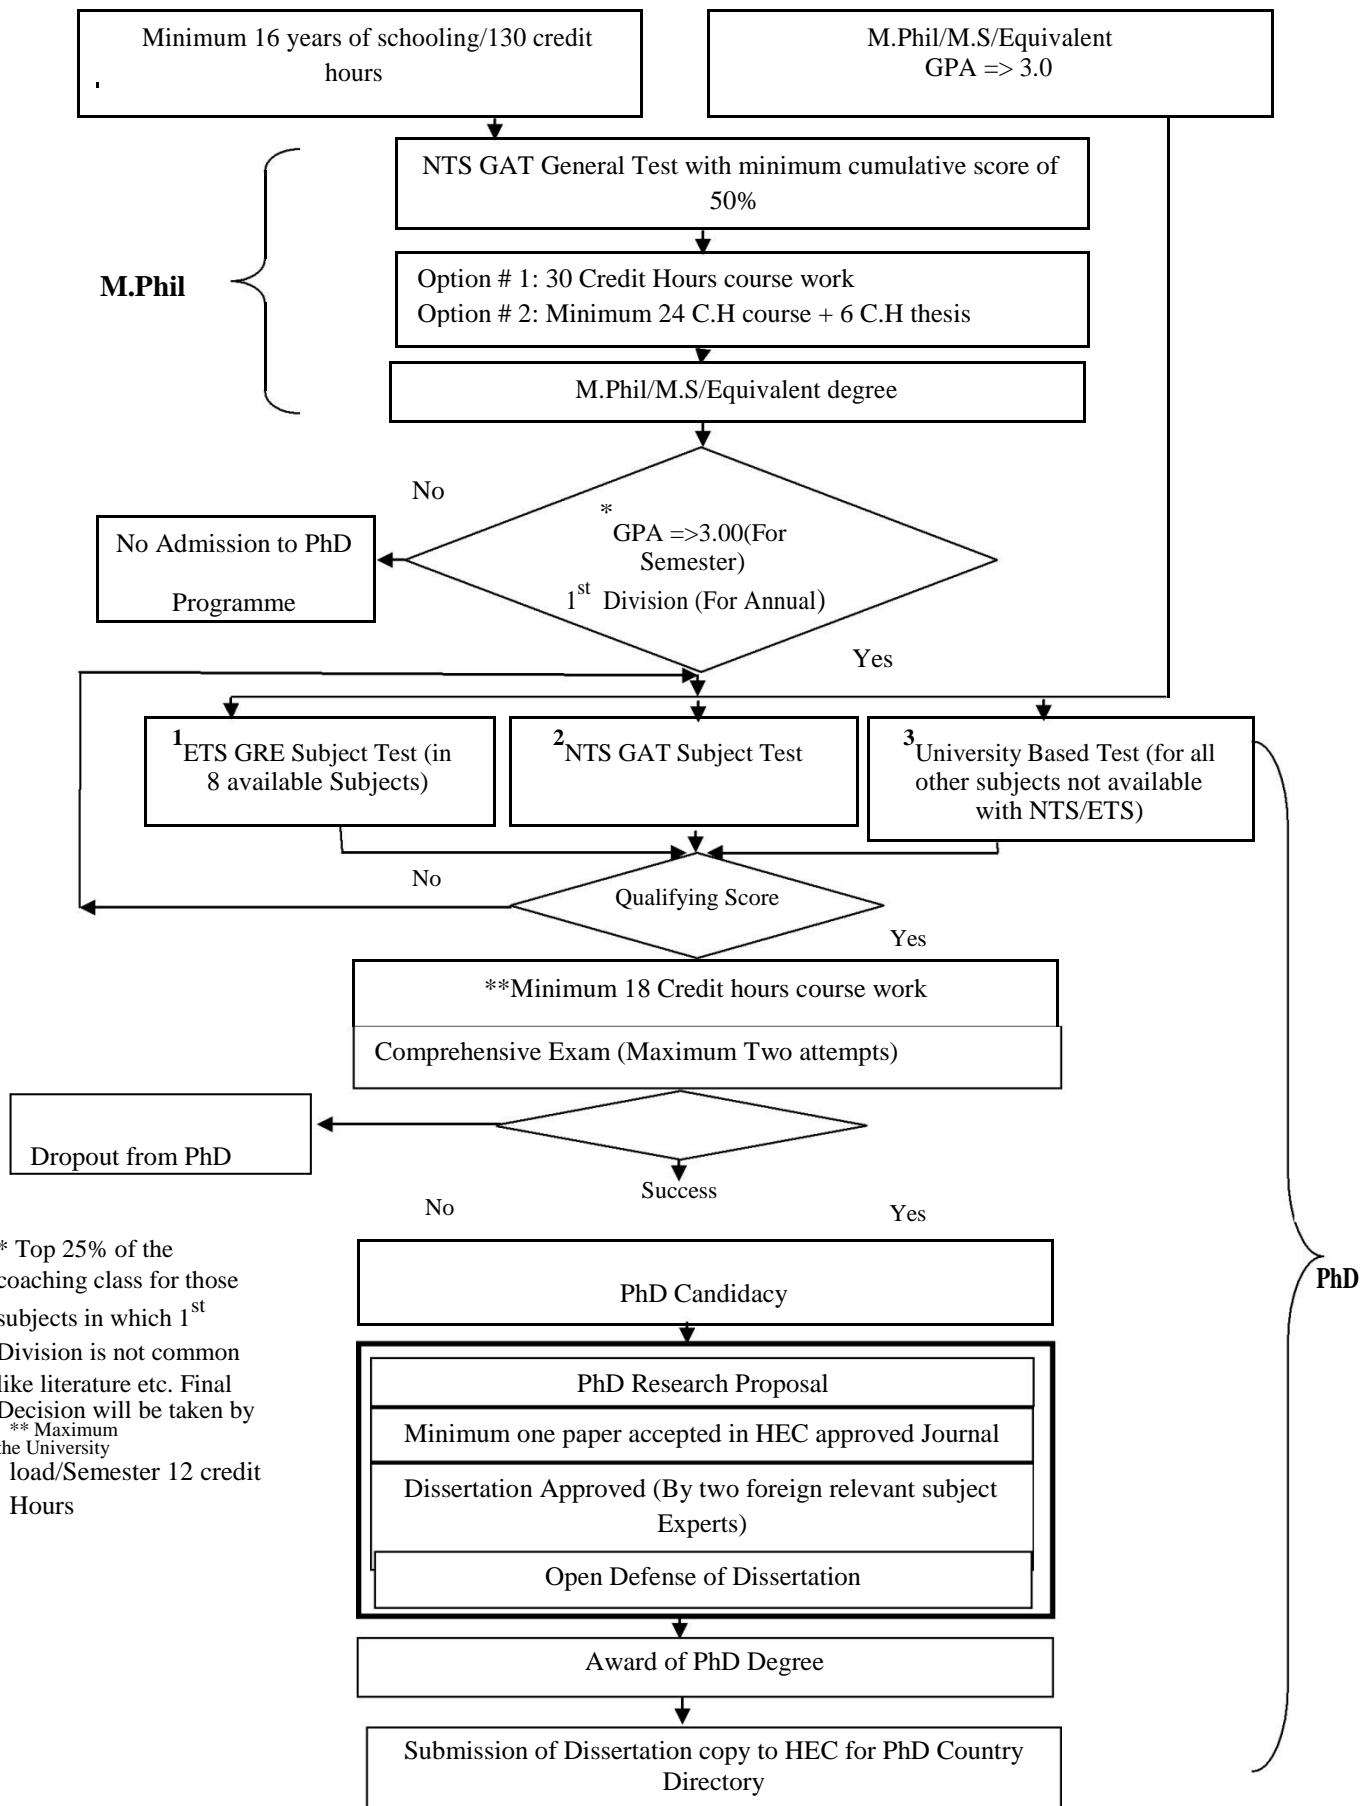 Minimum 16 years of schooling/130 credit
hours
M.Phil/M.S/Equivalent
GPA => 3.0
NTS GAT General Test with minimum cumulative score of
50%
M.Phil
Option # 1: 30 Credit Hours course work
Option # 2: Minimum 24 C.H course + 6 C.H thesis
M.Phil/M.S/Equivalent degree
No
*
GPA =>3.00(For
Semester)
1st Division (For Annual)
No Admission to PhD
Programme
Yes
1ETS GRE Subject Test (in
8 available Subjects)
2NTS GAT Subject Test
3University Based Test (for all
other subjects not available
with NTS/ETS)
No
Qualifying Score
Yes
**Minimum 18 Credit hours course work
Comprehensive Exam (Maximum Two attempts)
Dropout from PhD
Success
No
Yes
* Top 25% of the
coaching class for those
subjects in which 1st
Division is not common
like literature etc. Final
Decision will be taken by
the University
** Maximum
load/Semester 12 credit
Hours
PhD Candidacy
PhD
PhD Research Proposal
Minimum one paper accepted in HEC approved Journal
Dissertation Approved (By two foreign relevant subject
Experts)
Open Defense of Dissertation
Award of PhD Degree
Submission of Dissertation copy to HEC for PhD Country
Directory